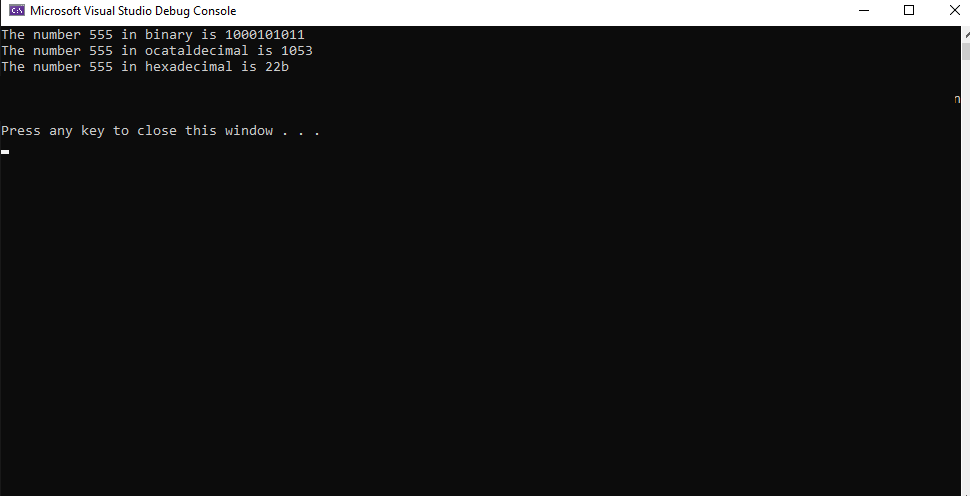 Microsoft Visual Studio Debug Console
The number 555 in binary is 1000101011
The number 555 in ocataldecimal is 1053
The number 555 in hexadecimal is 22b
n
Press any key to close this window . . .